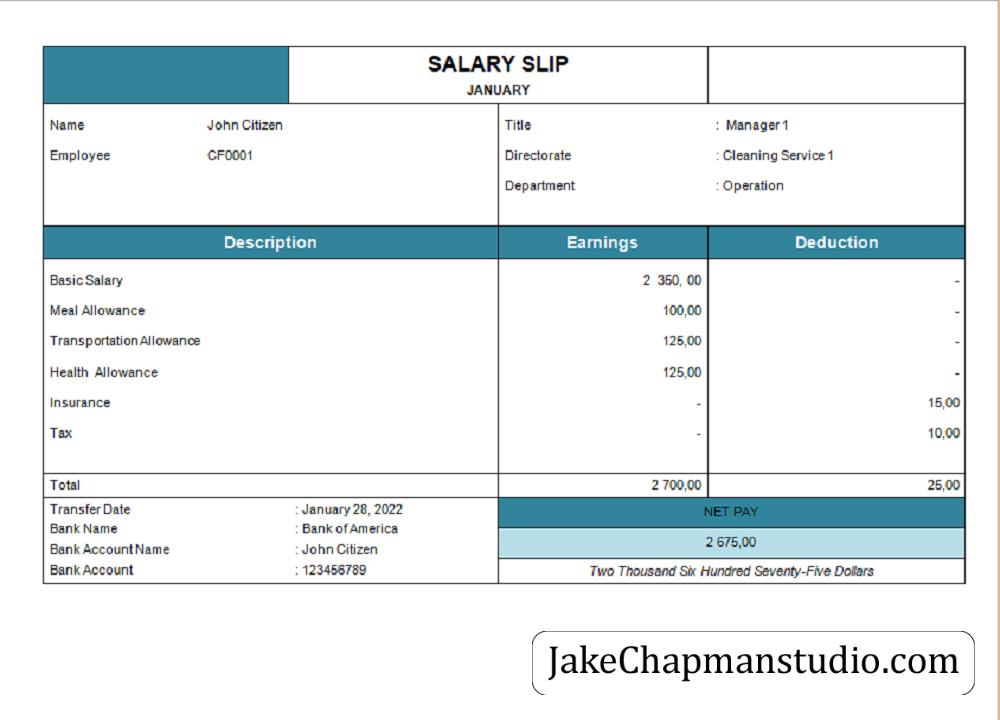 SALARY SLIP
JANUARY
Name John Citizen Title : Manager 1
Employee CF0001 Directorate : Cleaning Service 1
Department : Operation
Description Earnings Deduction
Basic Salary 2 350, 00 -
Meal Allowance 100,00 -
Transportation Allowance 125,00 -
Health Allowance 125,00 -
Insurance - 15,00
Tax - 10,00
Total 2 700,00 25,00
Transfer Date : January 28, 2022 NET PAY
Bank Name : Bank of America
Bank Account Name : John Citizen 2 675,00
Bank Account : 123456789 Two Thousand Six Hundred Seventy-Five Dollars
JakeChapmanstudio.com